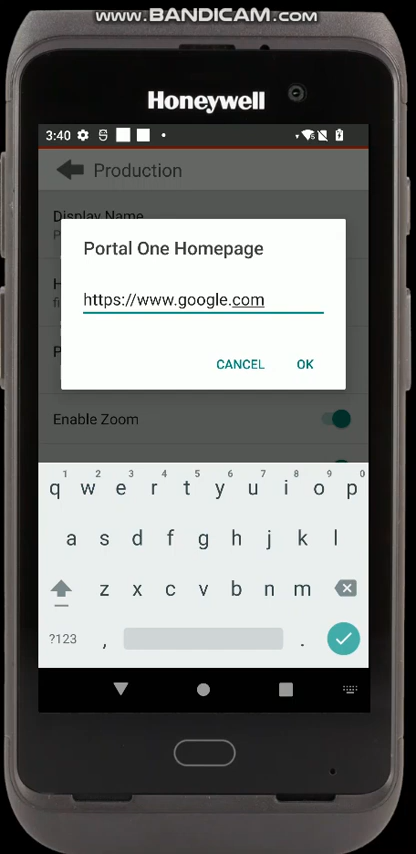 www.BANDICAM.com
Honeywell
3:40
Production
Display Name
P
Portal One Homepage
H
https://www.google.com
fi
P
CANCEL OK
Enable Zoom
1 2 3 4 5 6 7 8 9 0
q w e r t y u i o p
a s d f g h j k l
z x c v b n m
?123 , .